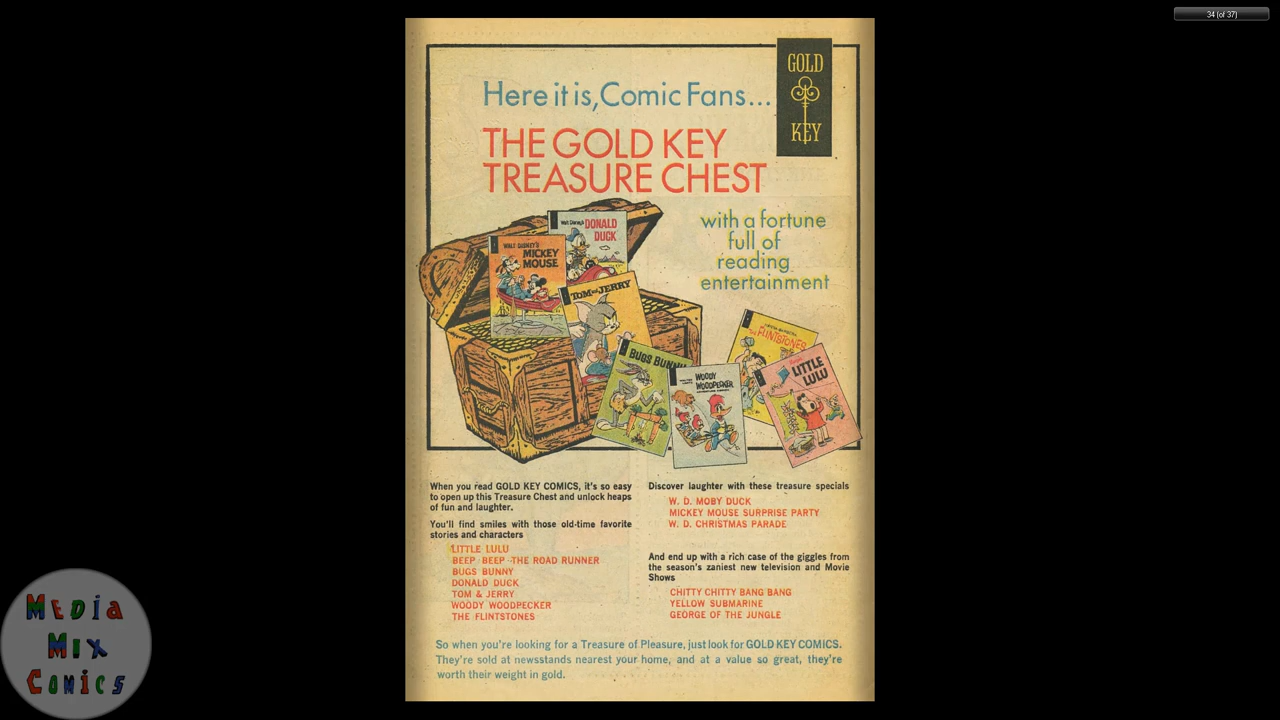 34 (of 37)
GOLD
KEY
Here it is, Comic Fans...
THE GOLD KEY
TREASURE CHEST
with a fortune
full of
reading
entertainment
Walt Disney's
DONALD
DUCK
WALT DISNEY'S
MICKEY
MOUSE
TOM and JERRY
BUGS BUNNY
WOODY
WOODPECKER
THE FLINTSTONES
LITTLE
LULU
When you read GOLD KEY COMICS, it's so easy
to open up this Treasure Chest and unlock heaps
of fun and laughter.
You'll find smiles with those old-time favorite
stories and characters
LITTLE LULU
BEEP BEEP-THE ROAD RUNNER
BUGS BUNNY
DONALD DUCK
TOM & JERRY
WOODY WOODPECKER
THE FLINTSTONES
Discover laughter with these treasure specials
W. D. MOBY DUCK
MICKEY MOUSE SURPRISE PARTY
W. D. CHRISTMAS PARADE
And end up with a rich case of the giggles from
the season's zaniest new television and Movie
Shows
CHITTY CHITTY BANG BANG
YELLOW SUBMARINE
GEORGE OF THE JUNGLE
So when you're looking for a Treasure of Pleasure, just look for GOLD KEY COMICS.
They're sold at newsstands nearest your home, and at a value so great, they're
worth their weight in gold.
MEDIA
MIX
COMICS